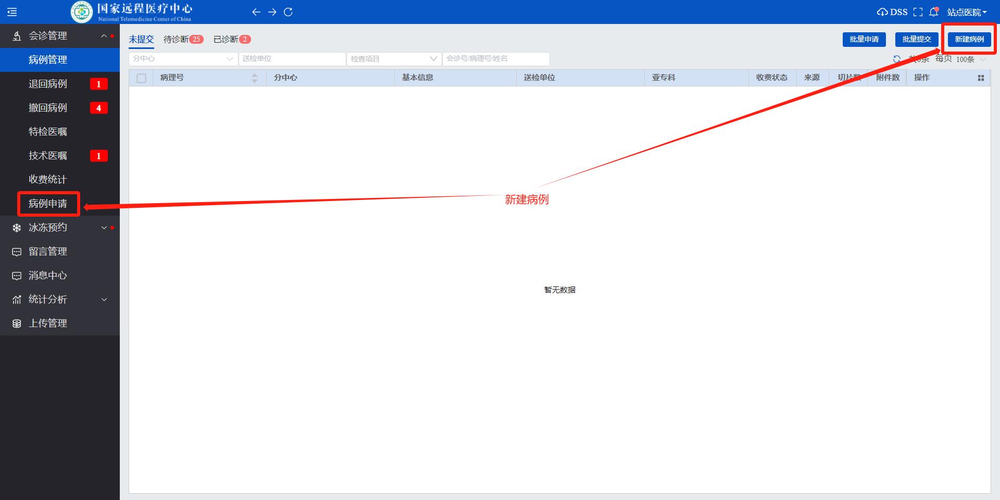 国家远程医疗中心
National Telemedicine Center of China
DSS
站点医院
会诊管理
病例管理
退回病例 1
撤回病例 4
特检医嘱
技术医嘱 1
收费统计
病例申请
冰冻预约
留言管理
消息中心
统计分析
上传管理
未提交 待诊断 25 已诊断 2
批量申请 批量提交 新建病例
分中心 送检单位 检查项目 会诊号/病理号/姓名
共0条 每页 100条
病理号 分中心 基本信息 送检单位 亚专科 收费状态 来源 切片数 附件数 操作
新建病例
暂无数据